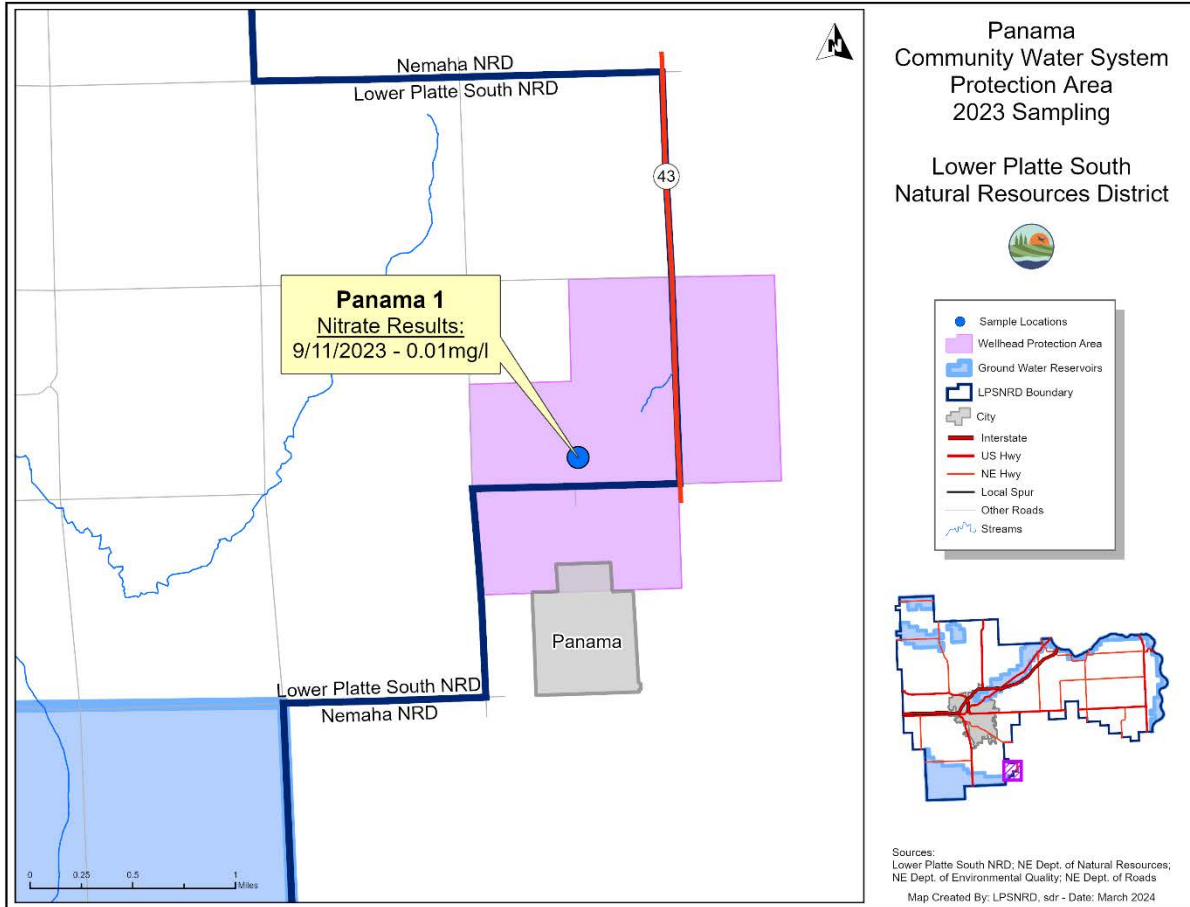 Nemaha NRD
Lower Platte South NRD
43
Panama 1
Nitrate Results:
9/11/2023 - 0.01mg/l
Panama
Lower Platte South NRD
Nemaha NRD
0 0.25 0.5 1
Miles
N
Panama
Community Water System
Protection Area
2023 Sampling
Lower Platte South
Natural Resources District
Sample Locations
Wellhead Protection Area
Ground Water Reservoirs
LPSNRD Boundary
City
Interstate
US Hwy
NE Hwy
Local Spur
Other Roads
Streams
Sources:
Lower Platte South NRD; NE Dept. of Natural Resources;
NE Dept. of Environmental Quality; NE Dept. of Roads
Map Created By: LPSNRD, sdr - Date: March 2024